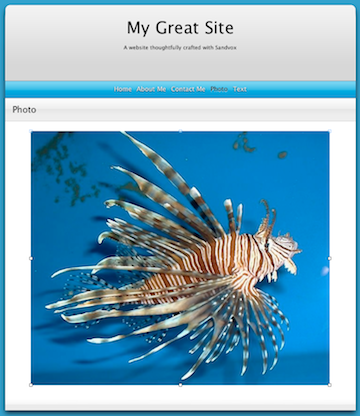 My Great Site
A website thoughtfully crafted with Sandvox
Home About Me Contact Me Photo Text
Photo